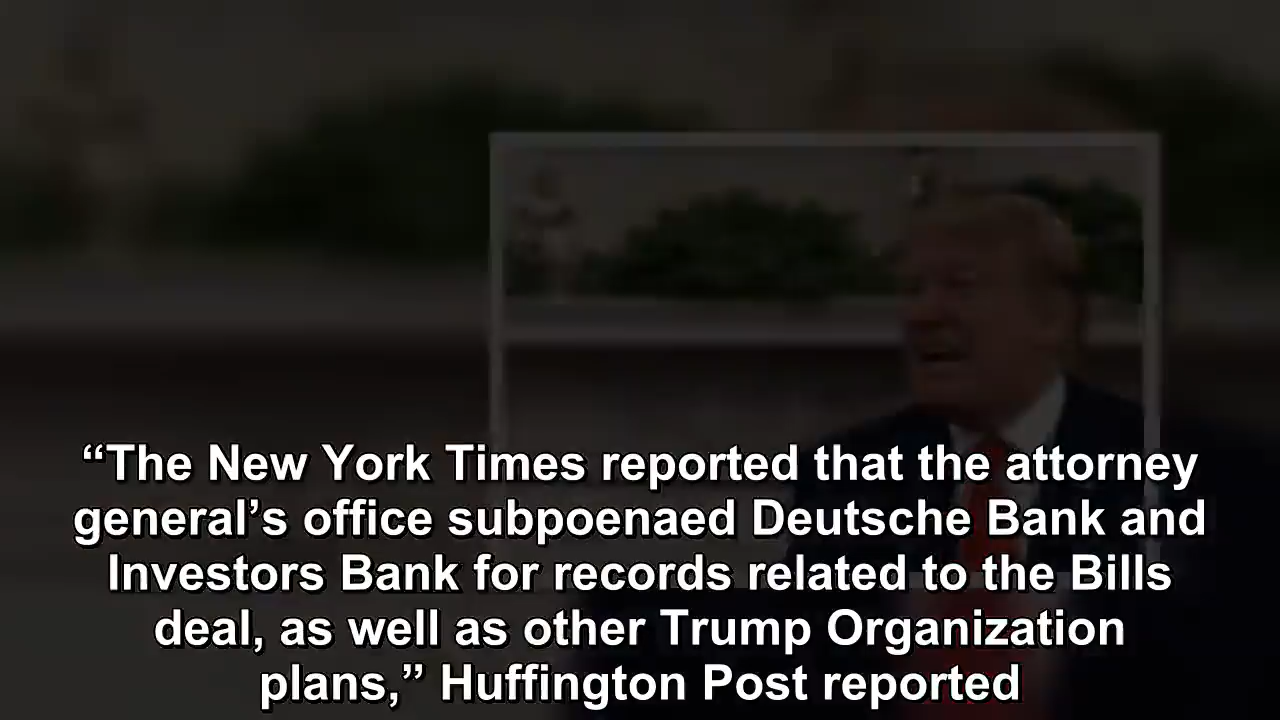 “The New York Times reported that the attorney
general’s office subpoenaed Deutsche Bank and
Investors Bank for records related to the Bills
deal, as well as other Trump Organization
plans,” Huffington Post reported